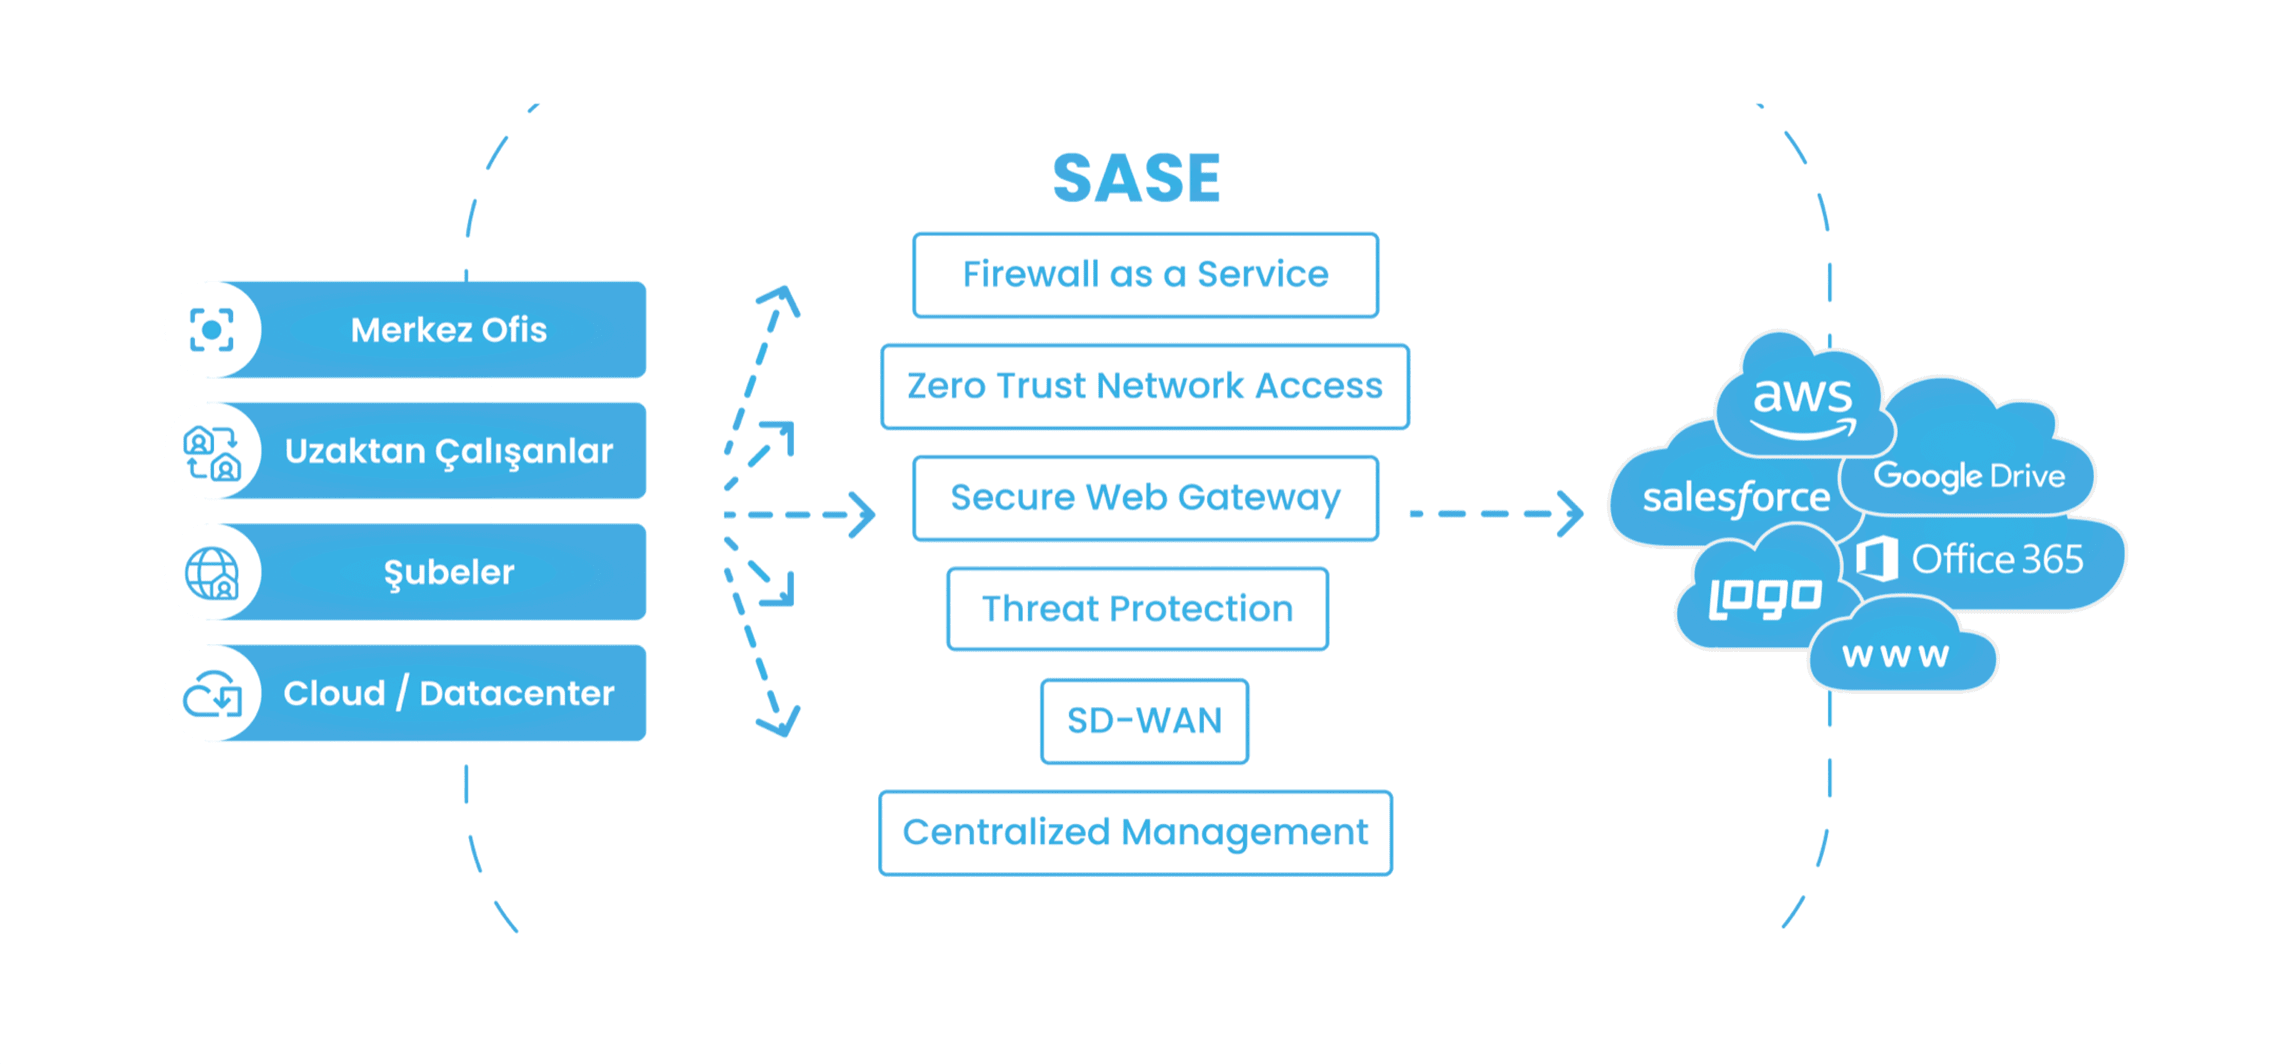 SASE
Merkez Ofis
Uzaktan Çalışanlar
Şubeler
Cloud / Datacenter
Firewall as a Service
Zero Trust Network Access
Secure Web Gateway
Threat Protection
SD-WAN
Centralized Management
aws
salesforce
Google Drive
Office 365
LOGO
www